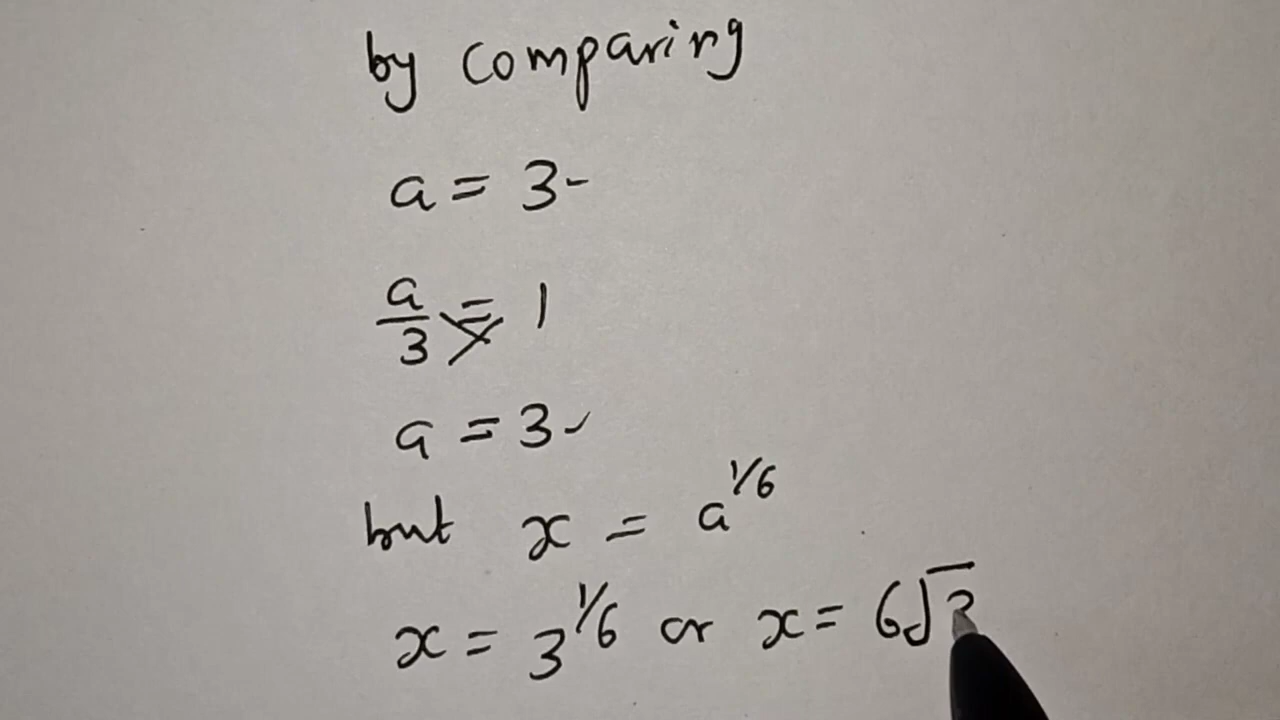 by comparing
a = 3-
a/3 = 1
a = 3✓
but x = a^1/6
x = 3^1/6 or x = 6√3